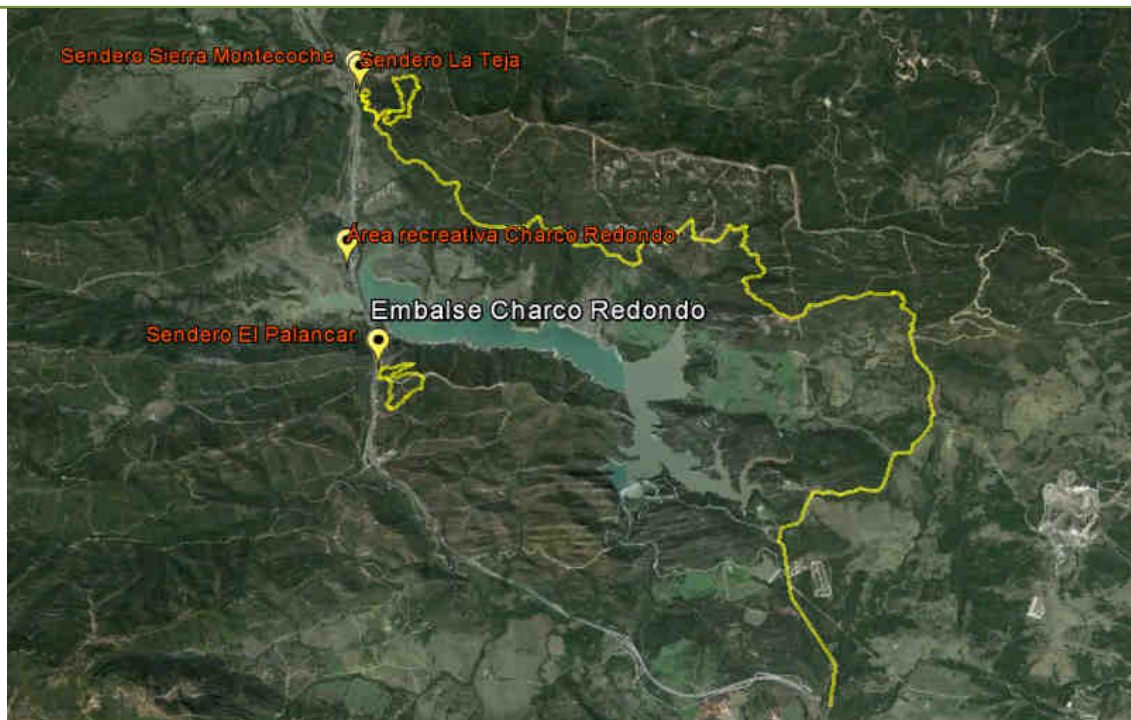 Sendero Sierra Montecoche
Sendero La Teja
Área recreativa Charco Redondo
Embalse Charco Redondo
Sendero El Palancar